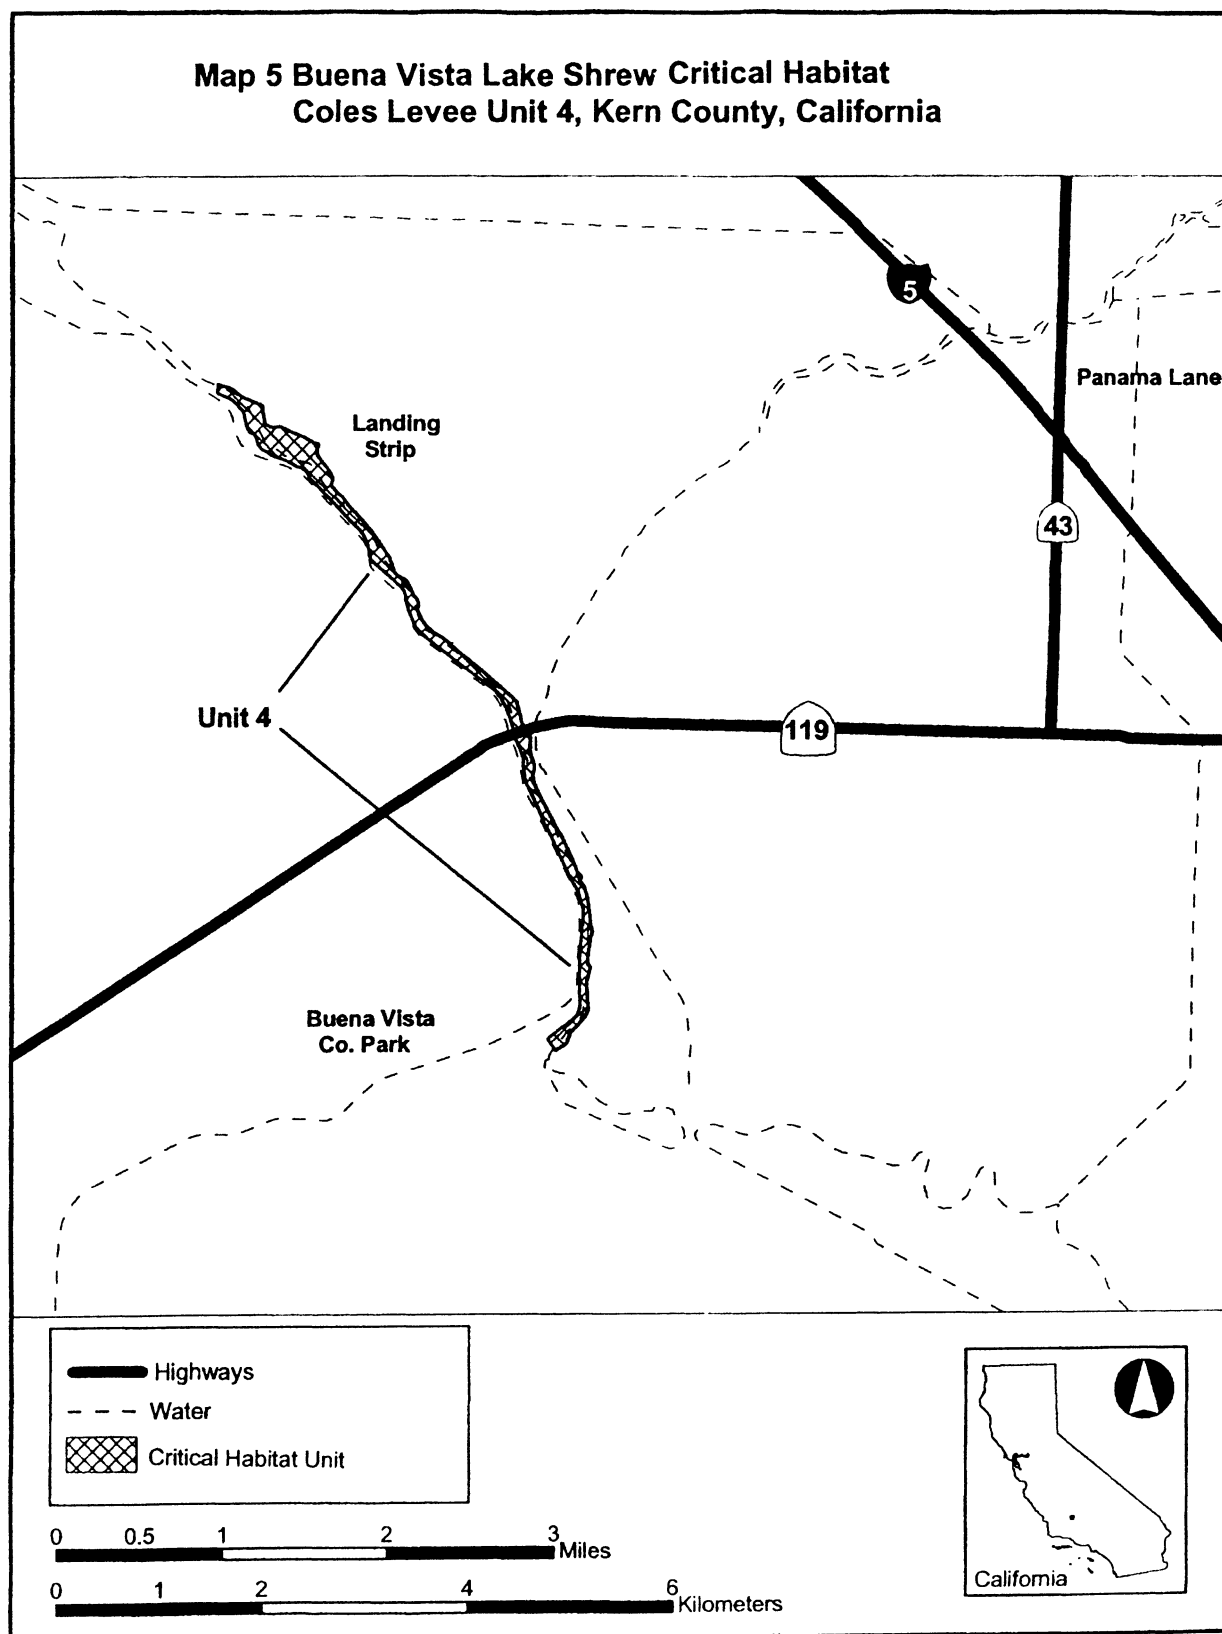 Map 5 Buena Vista Lake Shrew Critical Habitat
Coles Levee Unit 4, Kern County, California
5
Panama Lane
Landing
Strip
43
Unit 4
119
Buena Vista
Co. Park
Highways
Water
Critical Habitat Unit
0 0.5 1 2 3 Miles
0 1 2 4 6 Kilometers
California